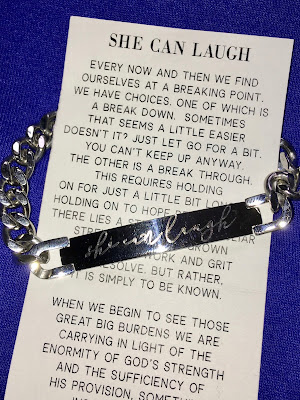 SHE CAN LAUGH
EVERY NOW AND THEN WE FIND
OURSELVES AT A BREAKING POINT.
WE HAVE CHOICES. ONE OF WHICH IS
A BREAK DOWN. SOMETIMES
THAT SEEMS A LITTLE EASIER
DOESN'T IT? JUST LET GO FOR A BIT.
YOU CAN'T KEEP UP ANYWAY.
THE OTHER IS A BREAK THROUGH.
THIS REQUIRES HOLDING
ON FOR JUST A LITTLE BIT
HOLDING ON TO
THERE LIES A
she can laugh
WORK AND GRIT
RESOLVE, BUT RATHER,
IT IS SIMPLY TO BE KNOWN.
WHEN WE BEGIN TO SEE THOSE
GREAT BIG BURDENS WE ARE
CARRYING IN LIGHT OF THE
ENORMITY OF GOD'S STRENGTH
AND THE SUFFICIENCY OF
HIS PROVISION,